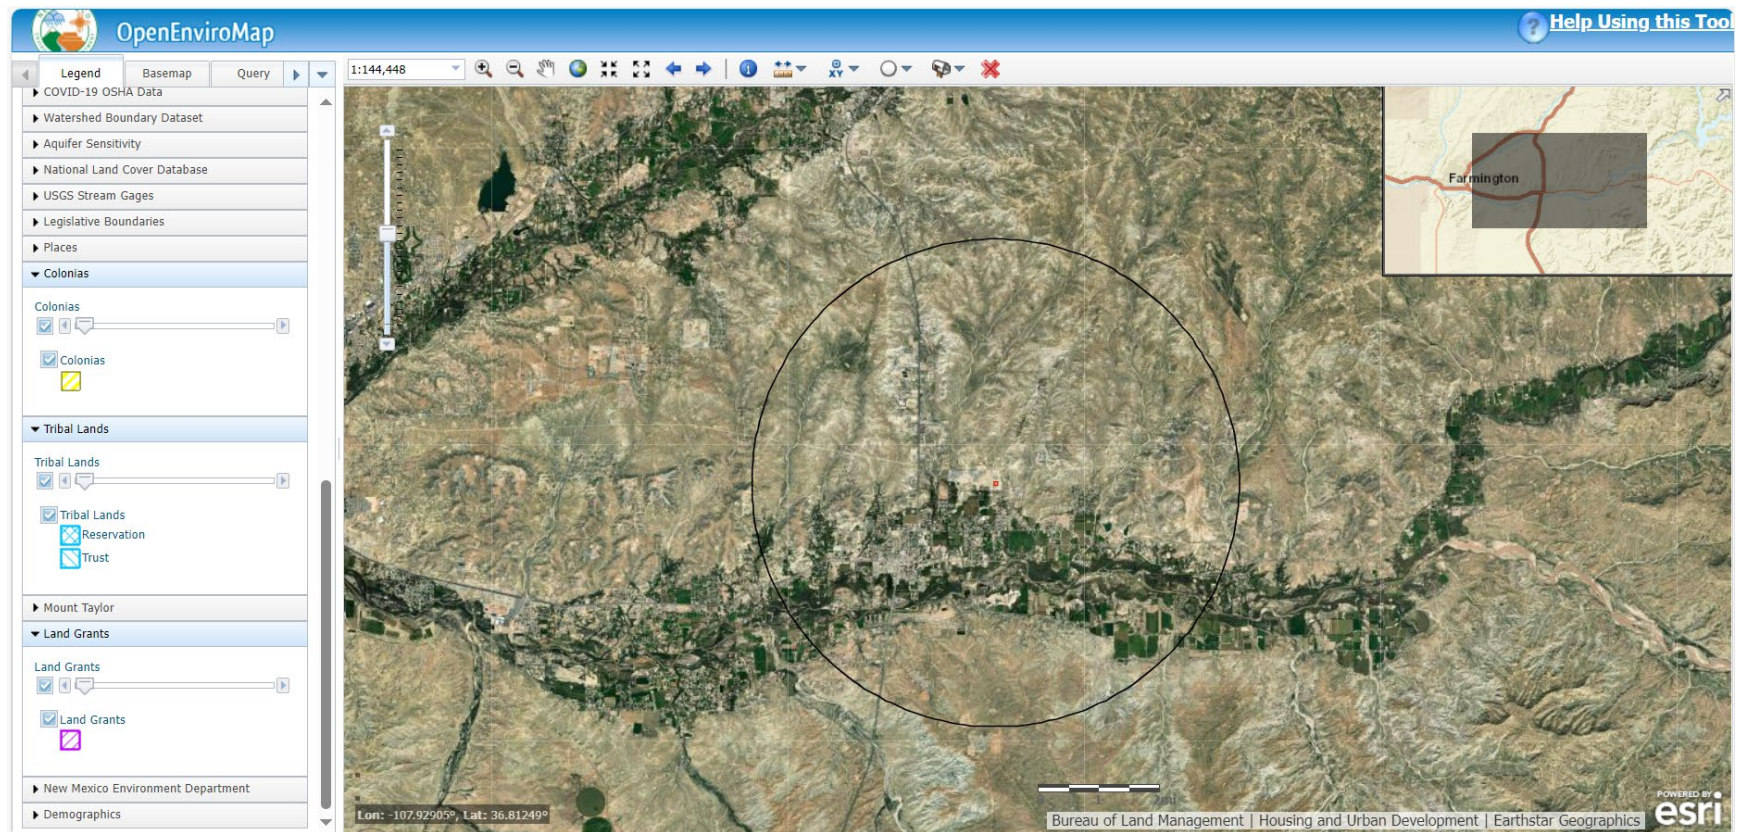 OpenEnviroMap
Help Using this Tool
Legend
Basemap
Query
1:144,448
COVID-19 OSHA Data
Watershed Boundary Dataset
Aquifer Sensitivity
National Land Cover Database
USGS Stream Gages
Legislative Boundaries
Places
Colonias
Colonias
Colonias
Tribal Lands
Tribal Lands
Tribal Lands
Reservation
Trust
Mount Taylor
Land Grants
Land Grants
Land Grants
New Mexico Environment Department
Demographics
XY
Farmington
Lon: -107.92905°, Lat: 36.81249°
1 2mi
Bureau of Land Management | Housing and Urban Development | Earthstar Geographics
POWERED BY
esri